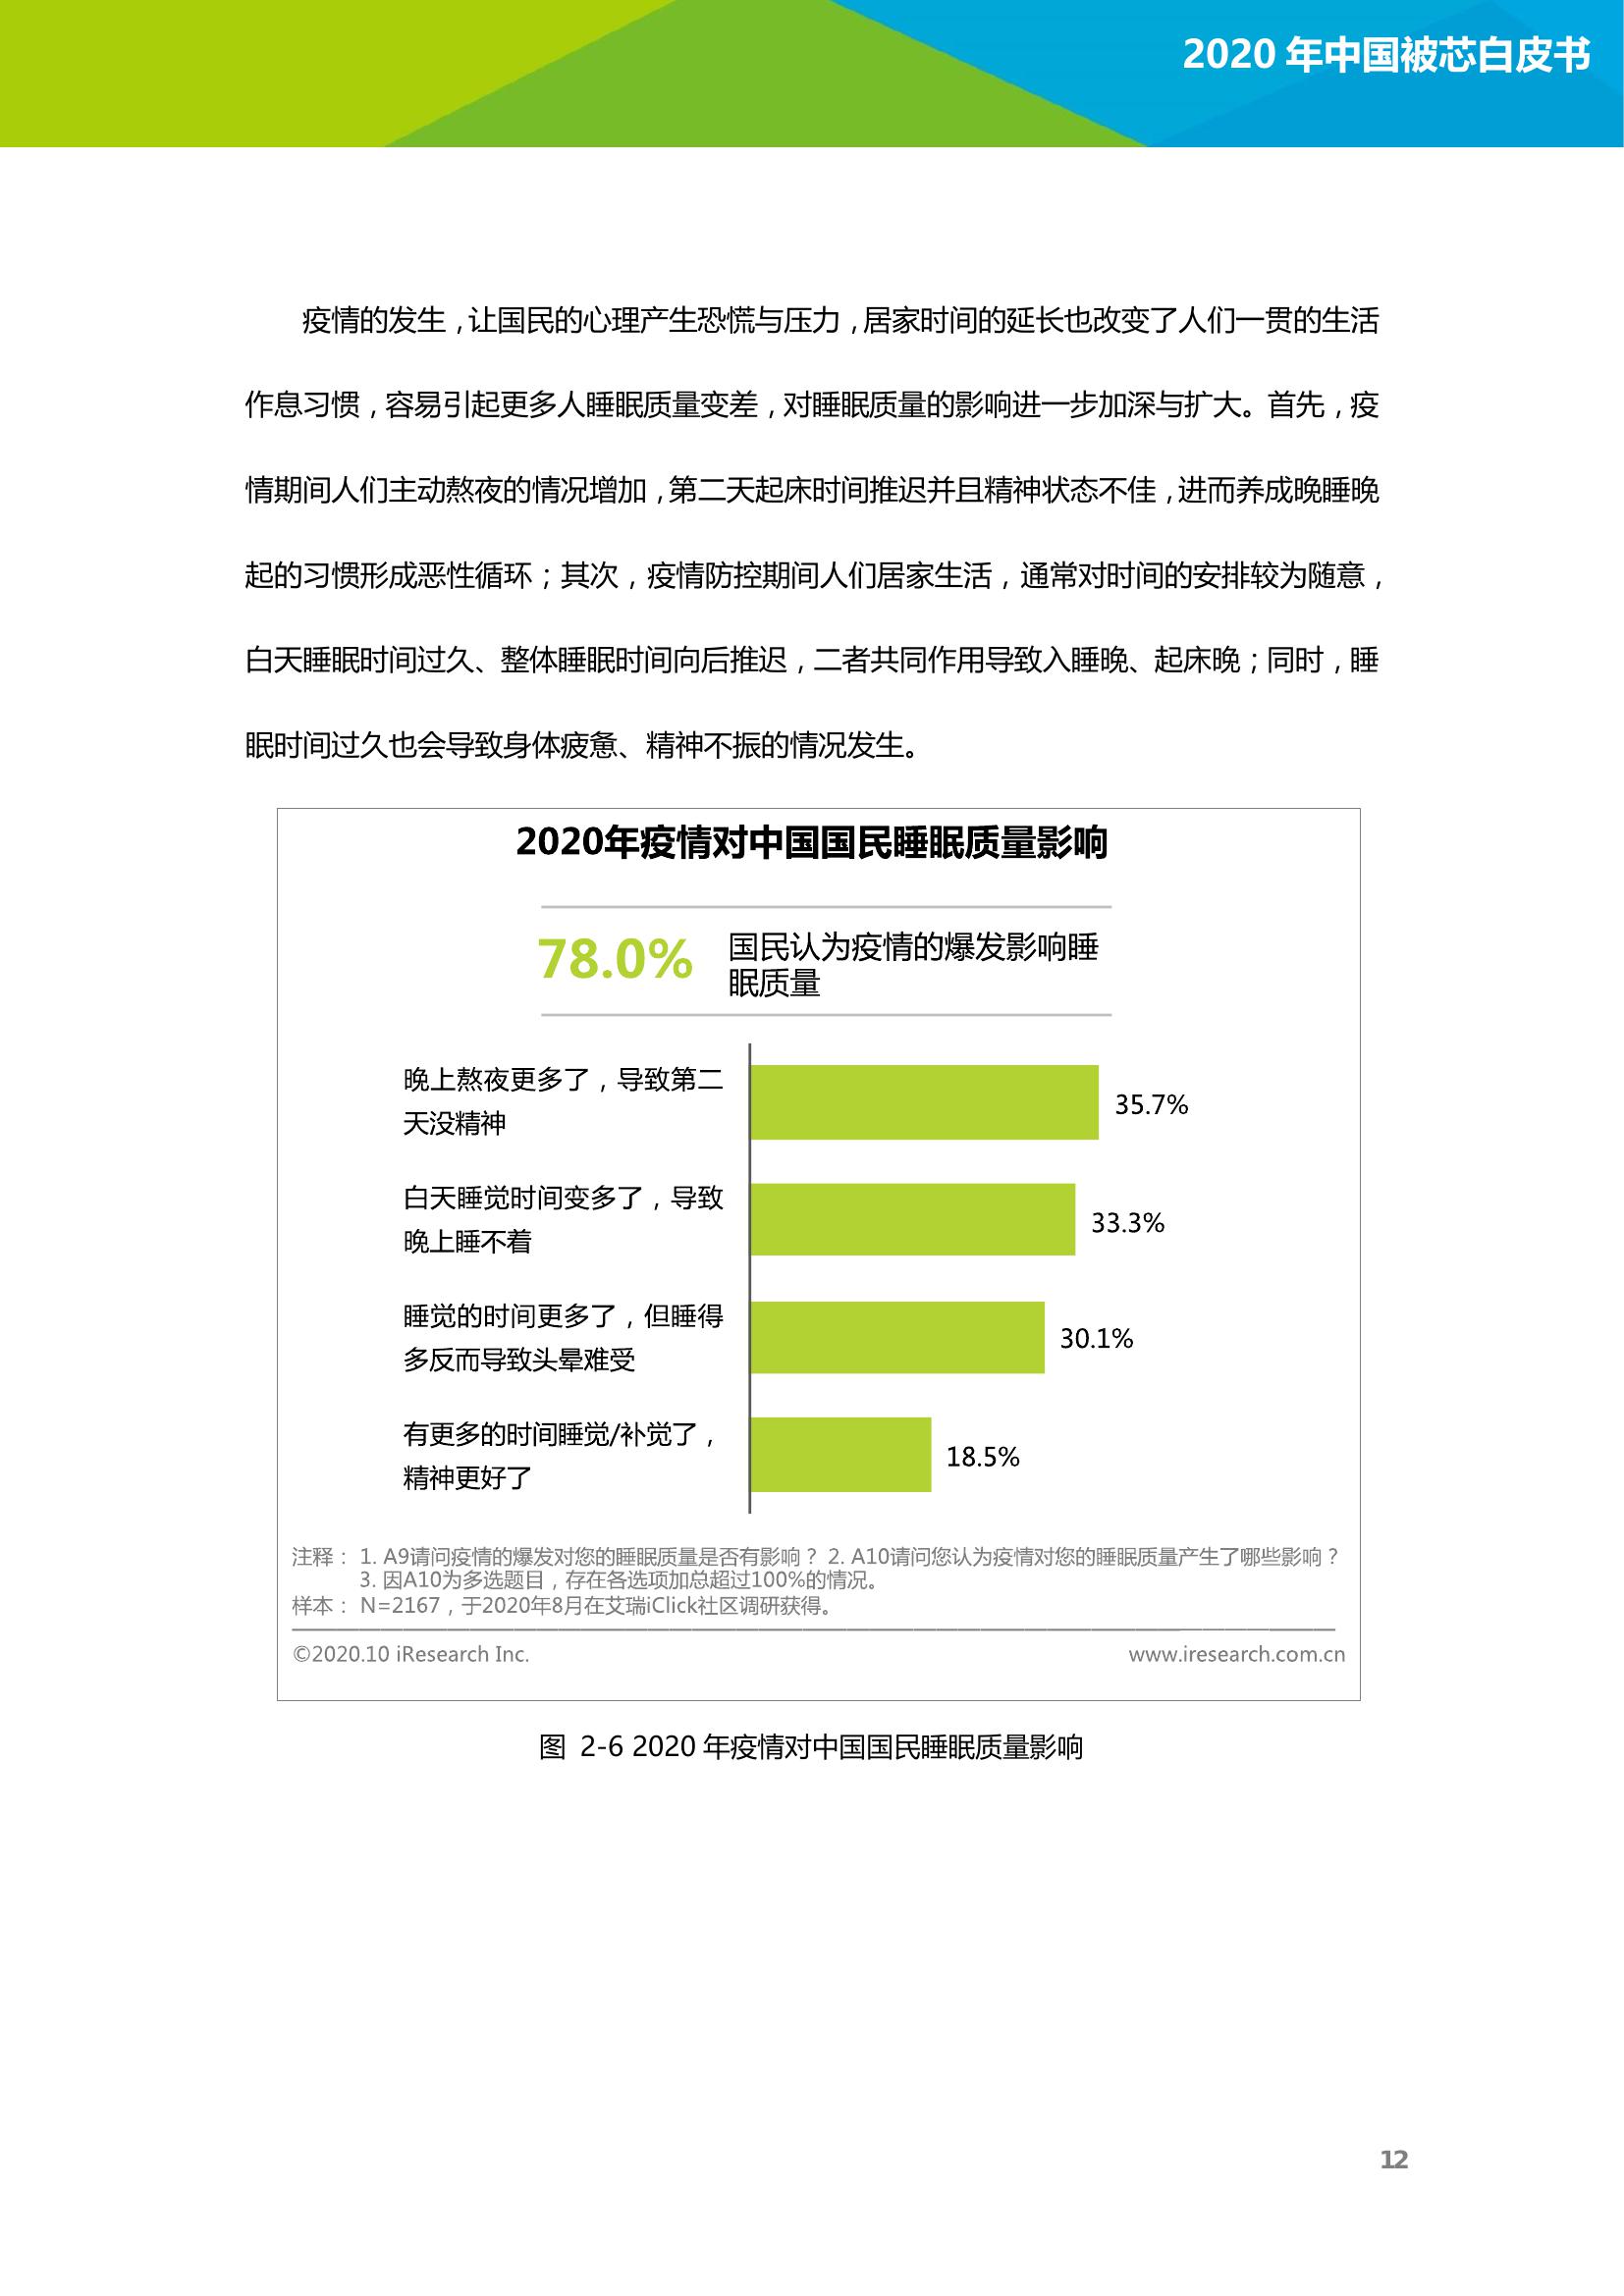 2020 年中国被芯白皮书
疫情的发生，让国民的心理产生恐慌与压力，居家时间的延长也改变了人们一贯的生活
作息习惯，容易引起更多人睡眠质量变差，对睡眠质量的影响进一步加深与扩大。首先，疫
情期间人们主动熬夜的情况增加，第二天起床时间推迟并且精神状态不佳，进而养成晚睡晚
起的习惯形成恶性循环；其次，疫情防控期间人们居家生活，通常对时间的安排较为随意，
白天睡眠时间过久、整体睡眠时间向后推迟，二者共同作用导致入睡晚、起床晚；同时，睡
眠时间过久也会导致身体疲惫、精神不振的情况发生。
2020年疫情对中国国民睡眠质量影响
78.0%
国民认为疫情的爆发影响睡
眠质量
晚上熬夜更多了，导致第二
天没精神
35.7%
白天睡觉时间变多了，导致
晚上睡不着
33.3%
睡觉的时间更多了，但睡得
多反而导致头晕难受
30.1%
有更多的时间睡觉/补觉了，
精神更好了
18.5%
注释： 1. A9请问疫情的爆发对您的睡眠质量是否有影响？ 2. A10请问您认为疫情对您的睡眠质量产生了哪些影响？
3. 因A10为多选题目，存在各选项加总超过100%的情况。
样本： N=2167，于2020年8月在艾瑞iClick社区调研获得。
©2020.10 iResearch Inc. www.iresearch.com.cn
图 2-6 2020 年疫情对中国国民睡眠质量影响
12